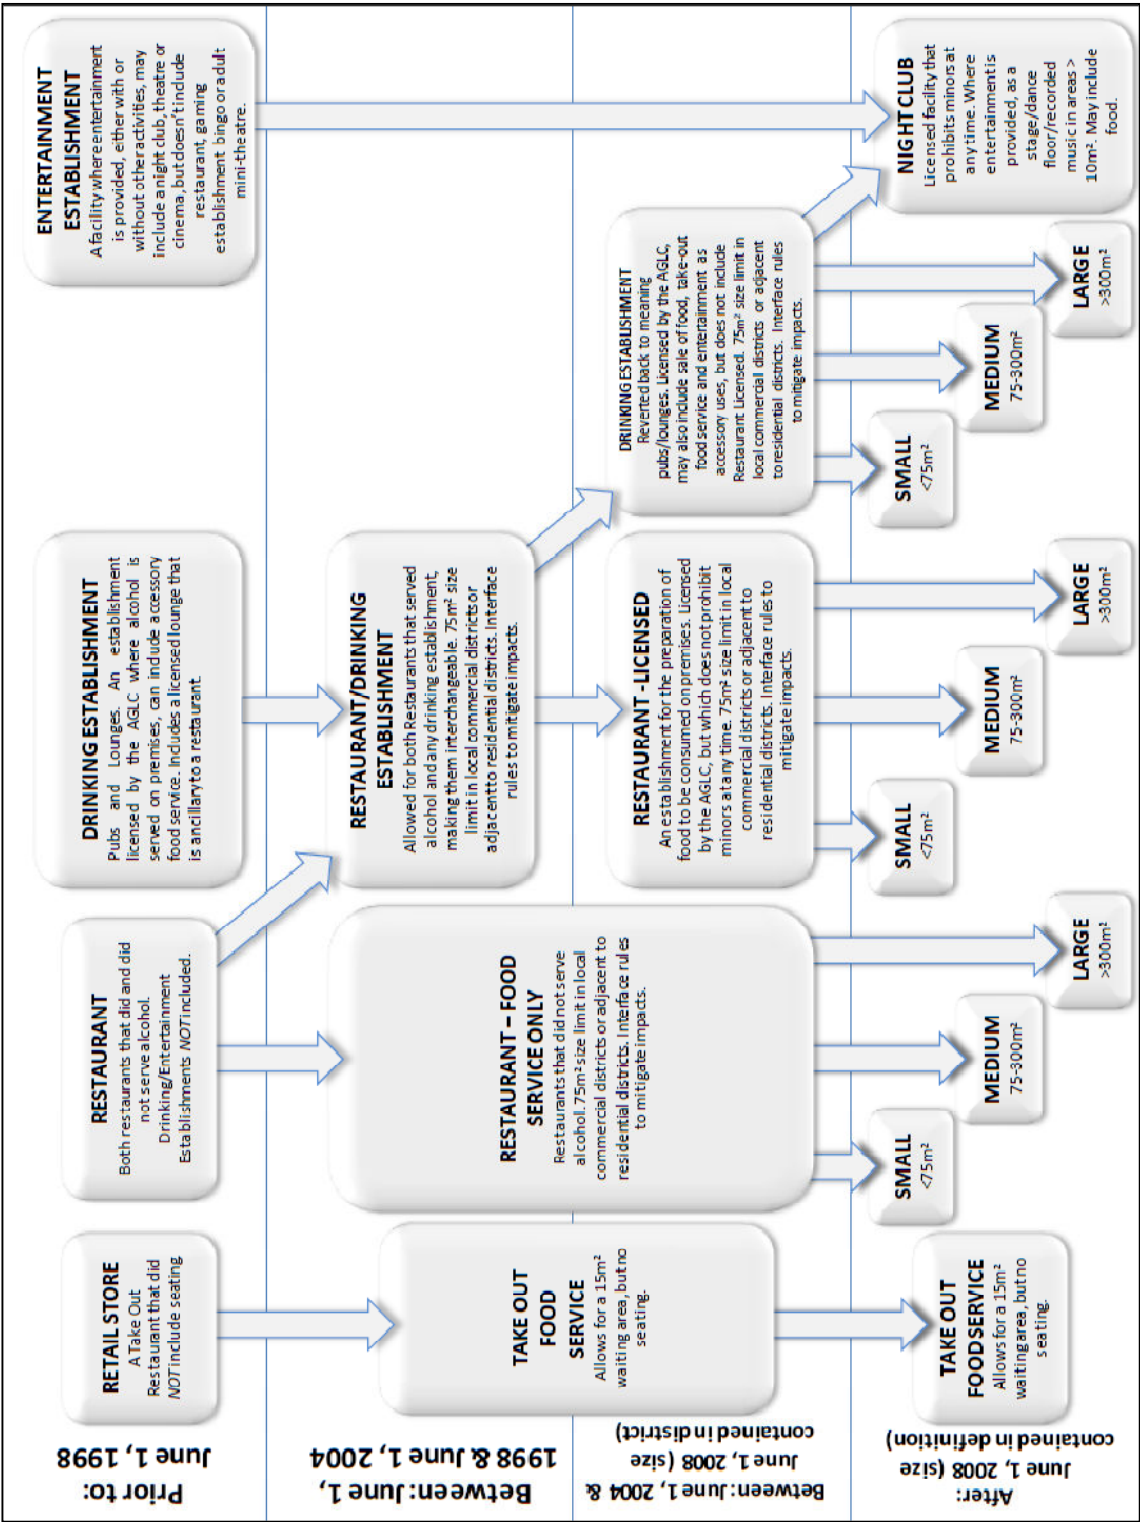 Prior to:
June 1, 1998
RETAIL STORE
A Take Out
Restaurant that did
NOT include seating
RESTAURANT
Both restaurants that did and did
not serve alcohol.
Drinking/Entertainment
Establishments NOT included.
DRINKING ESTABLISHMENT
Pubs and Lounges. An establishment
licensed by the AGLC where alcohol is
served on premises, can include accessory
food service. Includes a licensed lounge that
is ancillary to a restaurant
ENTERTAINMENT
ESTABLISHMENT
A facility where entertainment
is provided, either with or
without other activities, may
include a night club, theatre or
cinema, but doesn't include
restaurant, gaming
establishment bingo or adult
mini-theatre.
Between: June 1,
1998 & June 1, 2004
TAKE OUT
FOOD
SERVICE
Allows for a 15m²
waiting area, but no
seating.
RESTAURANT – FOOD
SERVICE ONLY
Restaurants that did not serve
alcohol. 75m² size limit in local
commercial districts or adjacent to
residential districts. Interface rules
to mitigate impacts.
RESTAURANT/DRINKING
ESTABLISHMENT
Allowed for both Restaurants that served
alcohol and any drinking establishment,
making them interchangeable. 75m² size
limit in local commercial districts or
adjacent to residential districts. Interface
rules to mitigate impacts.
Between: June 1, 2004 &
June 1, 2008 (size
contained in district)
RESTAURANT -LICENSED
An establishment for the preparation of
food to be consumed on premises. Licensed
by the AGLC, but which does not prohibit
minors at any time. 75m² size limit in local
commercial districts or adjacent to
residential districts. Interface rules to
mitigate impacts.
DRINKING ESTABLISHMENT
Reverted back to meaning
pubs/lounges. Licensed by the AGLC,
may also include sale of food, take-out
food service and entertainment as
accessory uses, but does not include
Restaurant Licensed. 75m² size limit in
local commercial districts or adjacent
to residential districts. Interface rules
to mitigate impacts.
After:
June 1, 2008 (size
contained in definition)
TAKE OUT
FOODSERVICE
Allows for a 15m²
waiting area, but no
seating.
SMALL
<75m²
MEDIUM
75-300m²
LARGE
>300m²
SMALL
<75m²
MEDIUM
75-300m²
LARGE
>300m²
SMALL
<75m²
MEDIUM
75-300m²
LARGE
>300m²
NIGHT CLUB
Licensed facility that
prohibits minors at
any time. Where
entertainment is
provided, as a
stage/dance
floor/recorded
music in areas >
10m². May include
food.